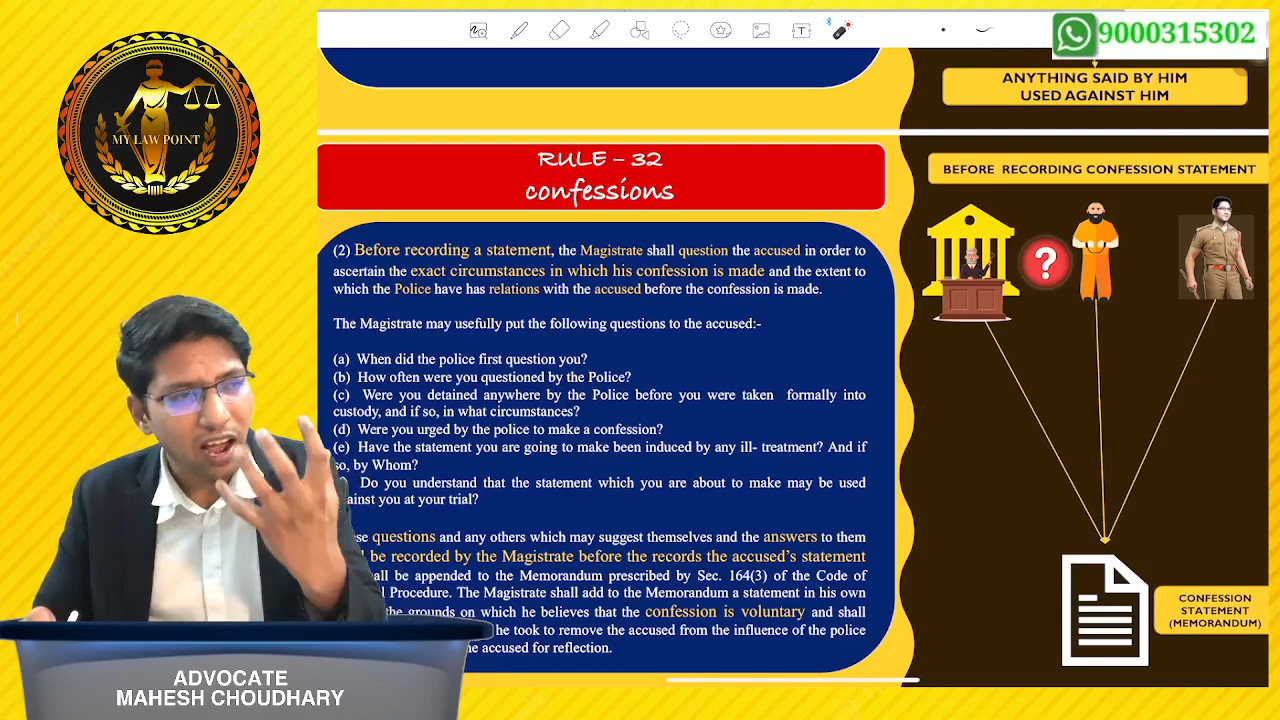 9000315302
MY LAW POINT
ANYTHING SAID BY HIM
USED AGAINST HIM
RULE – 32
confessions
BEFORE RECORDING CONFESSION STATEMENT
(2) Before recording a statement, the Magistrate shall question the accused in order to
ascertain the exact circumstances in which his confession is made and the extent to
which the Police have has relations with the accused before the confession is made.
The Magistrate may usefully put the following questions to the accused:-
(a) When did the police first question you?
(b) How often were you questioned by the Police?
(c) Were you detained anywhere by the Police before you were taken formally into
custody, and if so, in what circumstances?
(d) Were you urged by the police to make a confession?
(e) Have the statement you are going to make been induced by any ill- treatment? And if
so, by Whom?
Do you understand that the statement which you are about to make may be used
you at your trial?
questions and any others which may suggest themselves and the answers to them
be recorded by the Magistrate before the records the accused's statement
be appended to the Memorandum prescribed by Sec. 164(3) of the Code of
Procedure. The Magistrate shall add to the Memorandum a statement in his own
the grounds on which he believes that the confession is voluntary and shall
he took to remove the accused from the influence of the police
accused for reflection.
?
CONFESSION
STATEMENT
(MEMORANDUM)
ADVOCATE
MAHESH CHOUDHARY